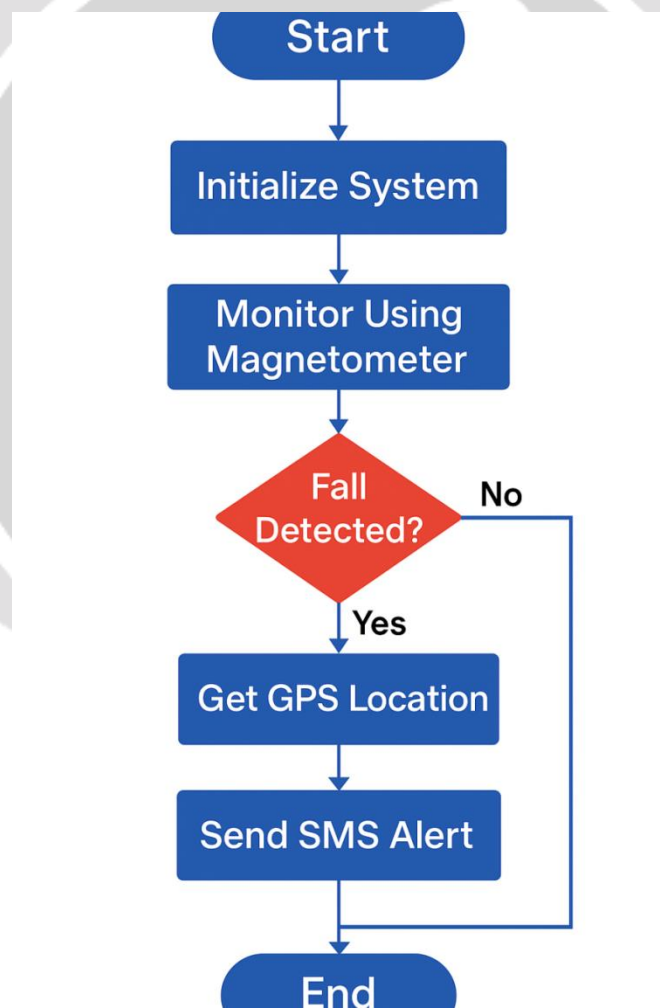 Start
Initialize System
Monitor Using
Magnetometer
Fall
Detected?
No
Yes
Get GPS Location
Send SMS Alert
End